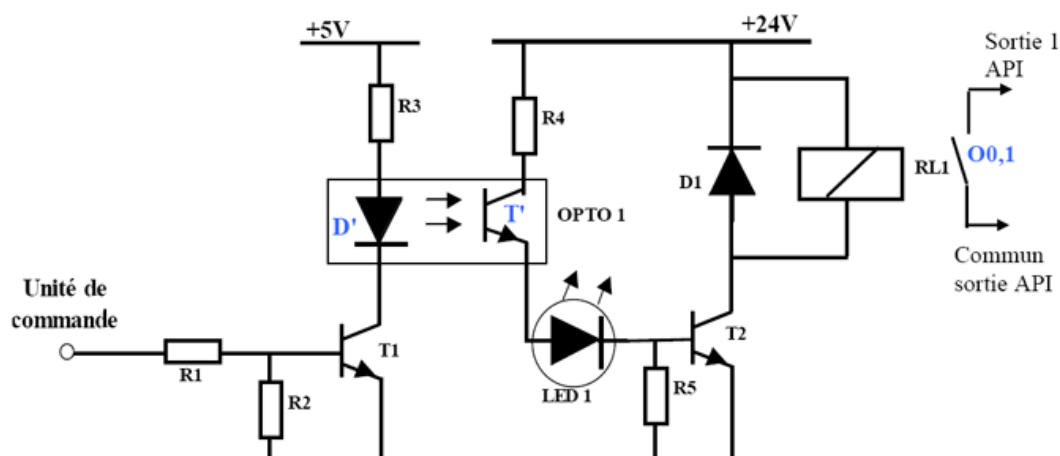 +5V
+24V
Sortie 1
API
R3
R4
D1
RL1
O0,1
D'
T'
OPTO 1
Commun
sortie API
Unité de
commande
R1
T1
R2
LED 1
R5
T2